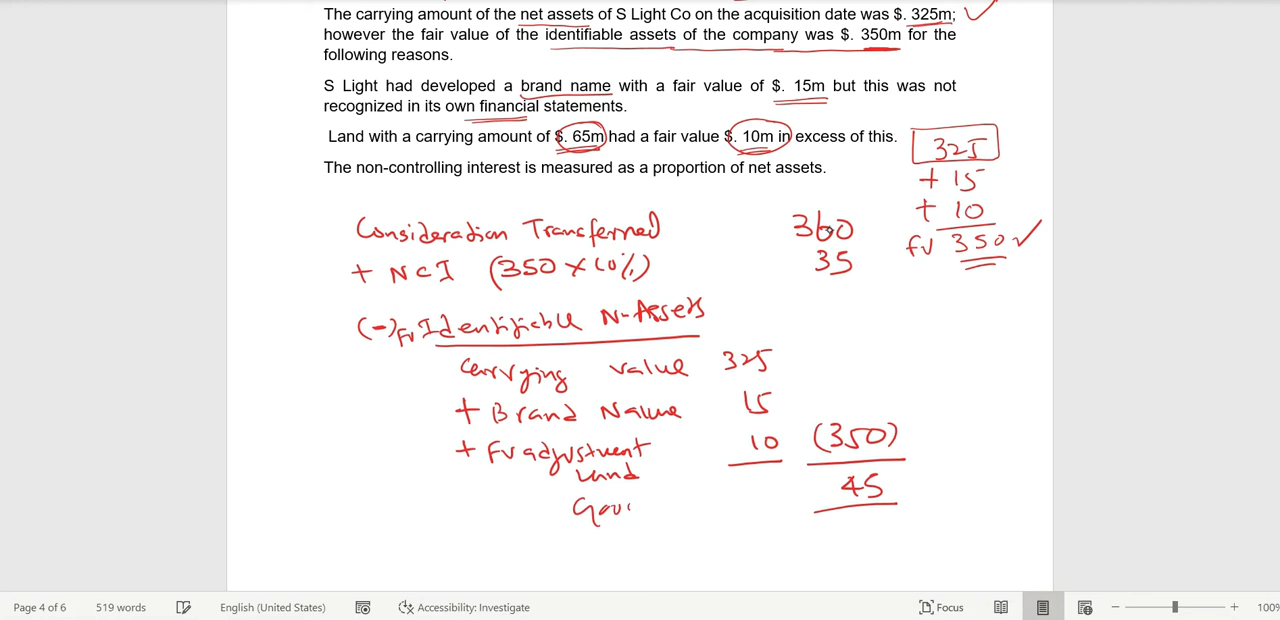 The carrying amount of the net assets of S Light Co on the acquisition date was $. 325m;
however the fair value of the identifiable assets of the company was $. 350m for the
following reasons.
S Light had developed a brand name with a fair value of $. 15m but this was not
recognized in its own financial statements.
Land with a carrying amount of $. 65m had a fair value $. 10m in excess of this.
The non-controlling interest is measured as a proportion of net assets.
325
+ 15
+ 10
FV 350
Consideration Transferred 360
+ NCI (350 x 10%) 35
(-) FV Identifiable N-Assets
Carrying value 325
+ Brand Name 15
+ FV adjustment 10 (350)
Land
45
Goo
Page 4 of 6 519 words English (United States) Accessibility: Investigate Focus − + 100%